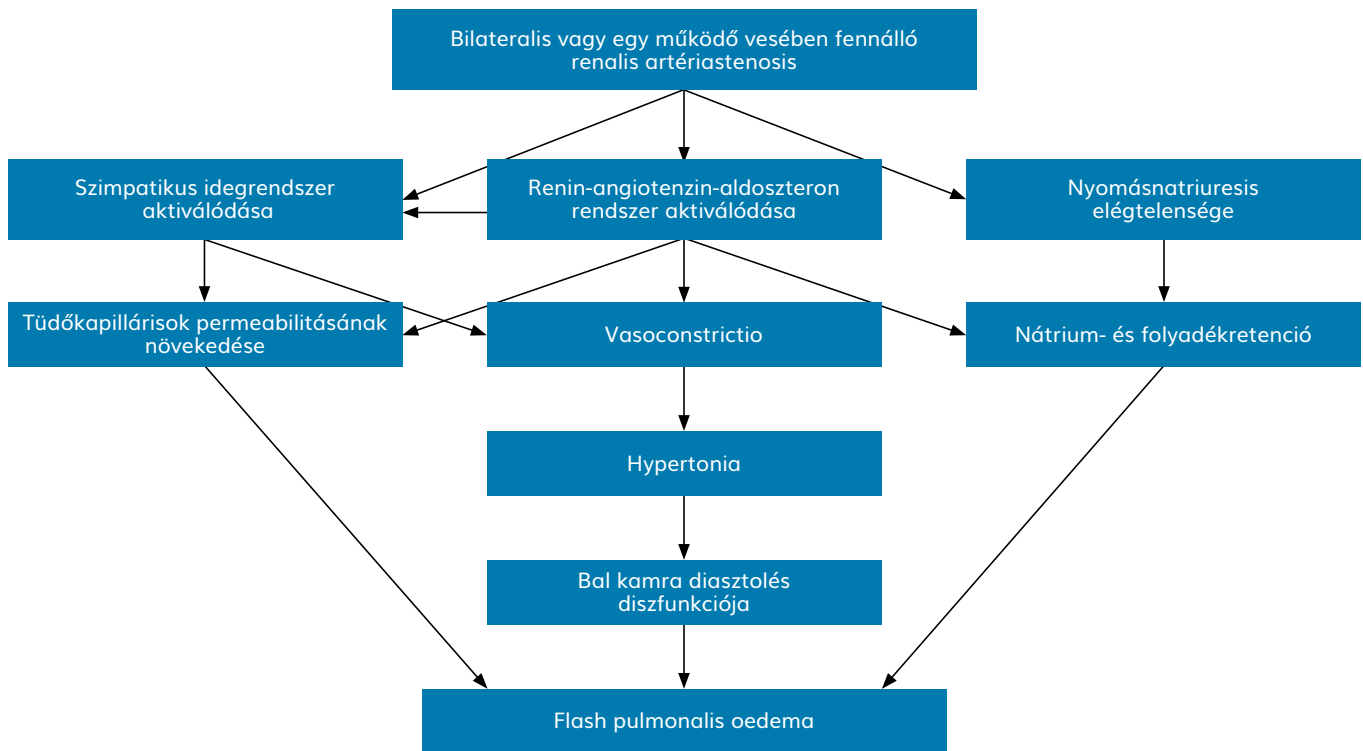 Bilateralis vagy egy működő vesében fennálló
renalis artériastenosis
Szimpatikus idegrendszer
aktiválódása
Renin-angiotenzin-aldoszteron
rendszer aktiválódása
Nyomásnatriuresis
elégtelensége
Tüdőkapillárisok permeabilitásának
növekedése
Vasoconstrictio
Nátrium- és folyadékretenció
Hypertonia
Bal kamra diasztolés
diszfunkciója
Flash pulmonalis oedema